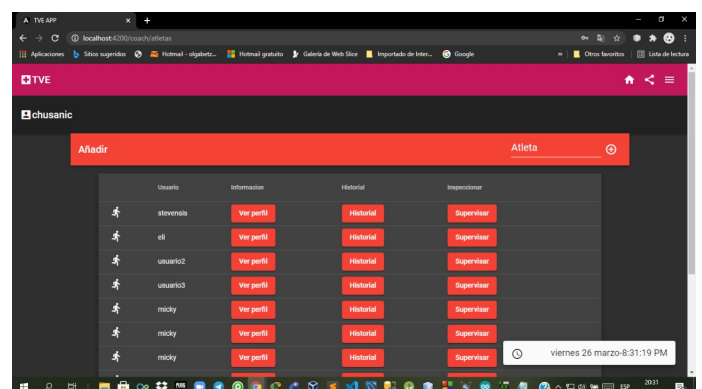 TVE APP
localhost:4200/coach/atletas
Aplicaciones Sitios sugeridos Hotmail - olgabetz... Hotmail gratuito Galería de Web Slice Importado de Inter... Google » Otros favoritos Lista de lectura
TVE
chusanic
Añadir Atleta
Usuario Informacion Historial Inspeccionar
stevensis Ver perfil Historial Supervisar
eli Ver perfil Historial Supervisar
usuario2 Ver perfil Historial Supervisar
usuario3 Ver perfil Historial Supervisar
micky Ver perfil Historial Supervisar
micky Ver perfil Historial Supervisar
micky Ver perfil Historial Supervisar
viernes 26 marzo-8:31:19 PM
ESP 20:31